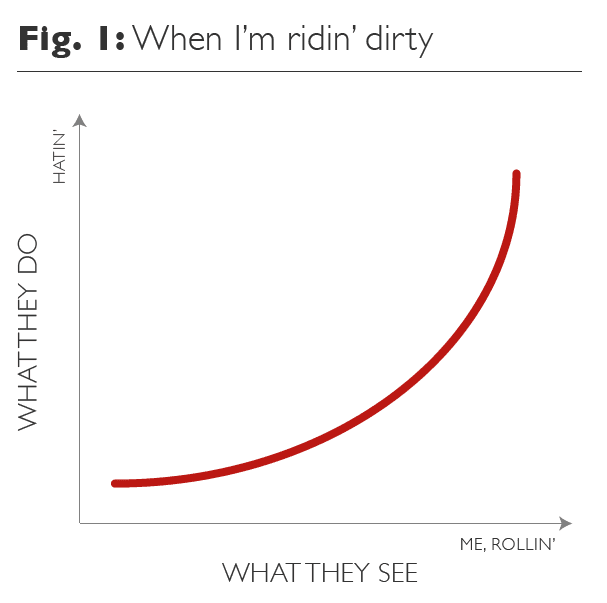 Fig. 1: When I’m ridin’ dirty
HATIN’
WHAT THEY DO
ME, ROLLIN’
WHAT THEY SEE